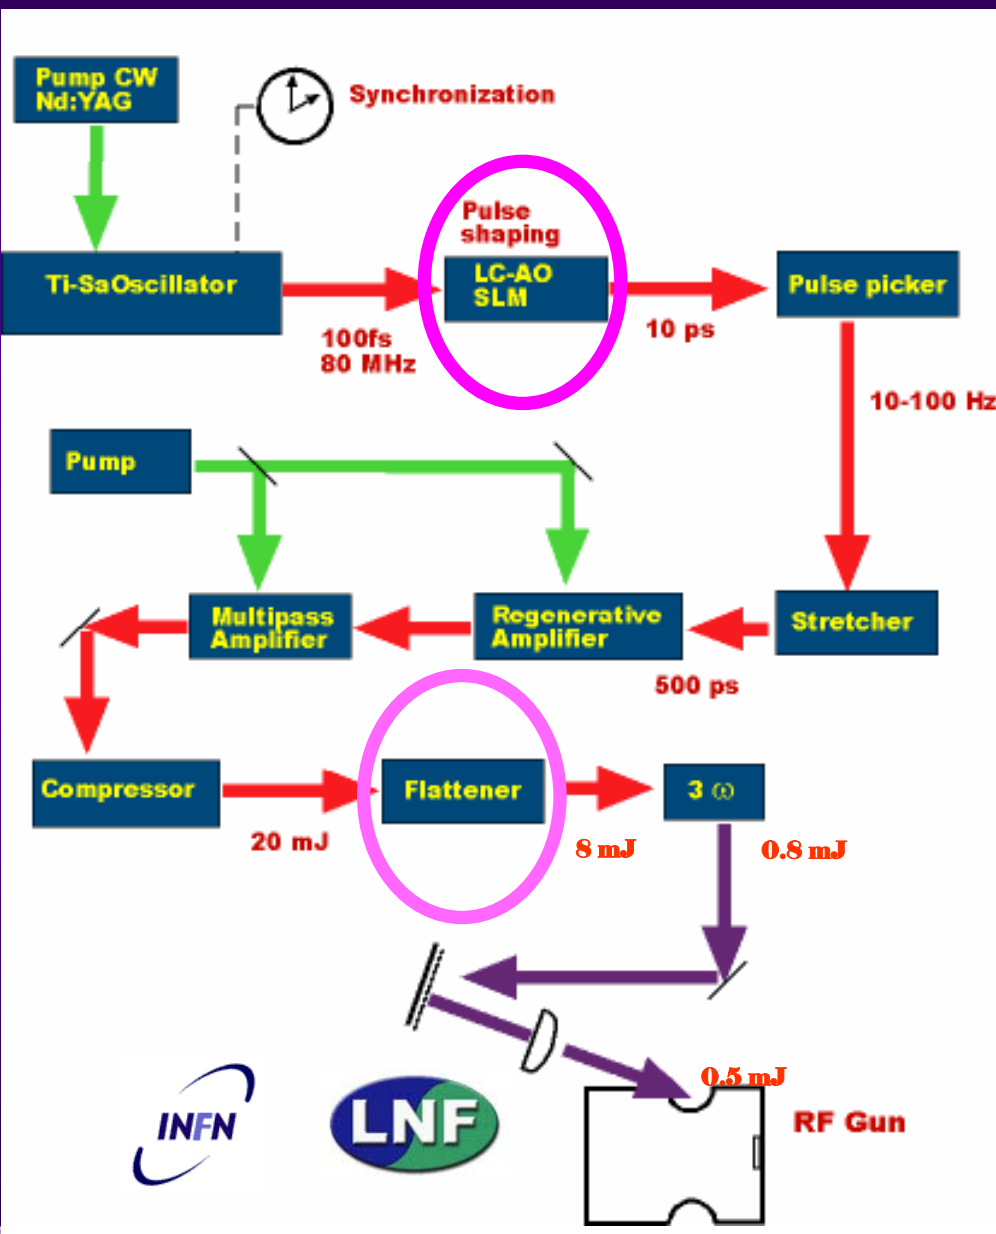 Pump CW
Nd:YAG
Synchronization
Pulse
shaping
Ti-SaOscillator
LC-AO
SLM
Pulse picker
100fs
80 MHz
10 ps
10-100 Hz
Pump
Multipass
Amplifier
Regenerative
Amplifier
Stretcher
500 ps
Compressor
Flattener
3 ω
20 mJ
8 mJ
0.8 mJ
0.5 mJ
INFN
LNF
RF Gun